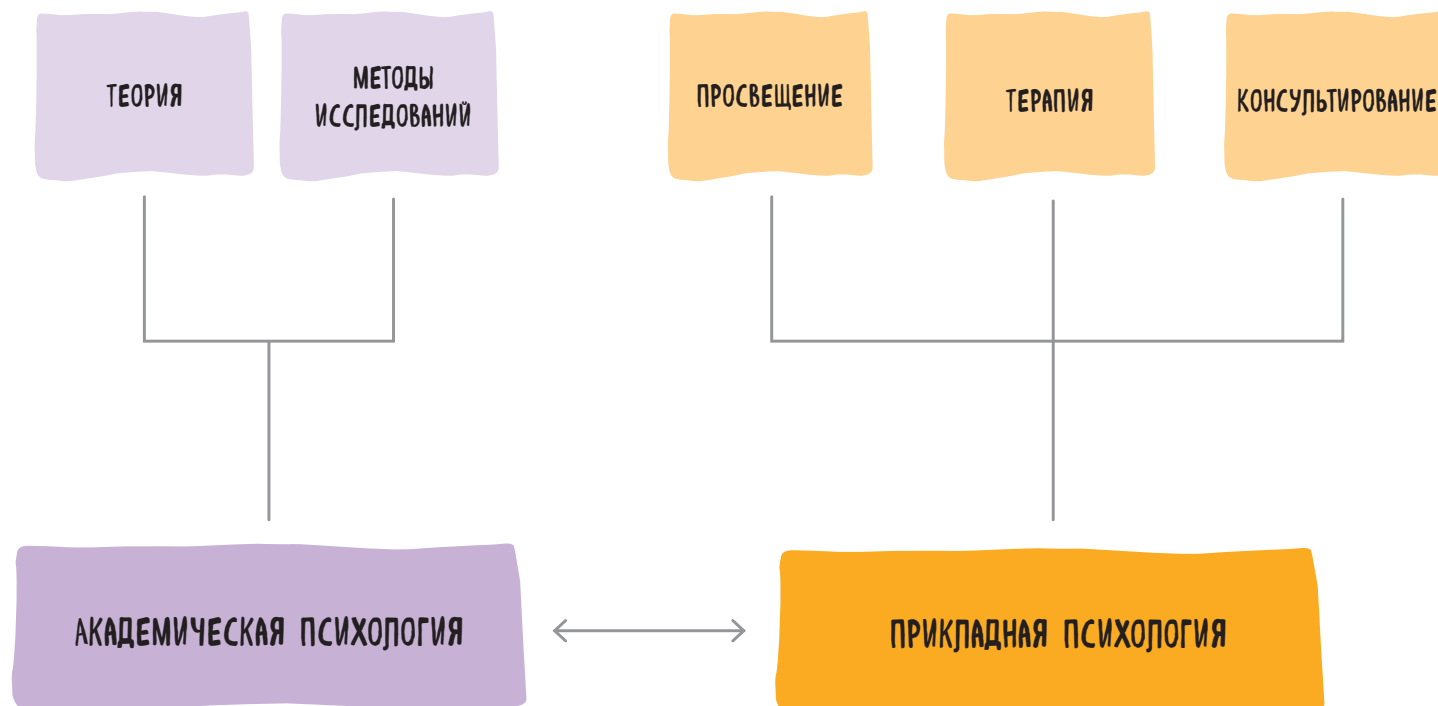 ТЕОРИЯ
МЕТОДЫ
ИССЛЕДОВАНИЙ
ПРОСВЕЩЕНИЕ
ТЕРАПИЯ
КОНСУЛЬТИРОВАНИЕ
АКАДЕМИЧЕСКАЯ ПСИХОЛОГИЯ
ПРИКЛАДНАЯ ПСИХОЛОГИЯ